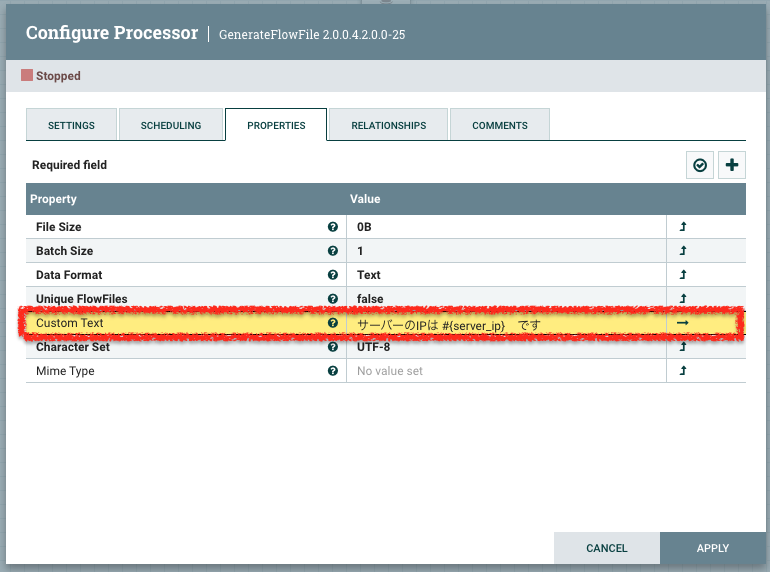 Configure Processor | GenerateFlowFile 2.0.0.4.2.0.0-25
Stopped
SETTINGS SCHEDULING PROPERTIES RELATIONSHIPS COMMENTS
Required field
Property Value
File Size 0B
Batch Size 1
Data Format Text
Unique FlowFiles false
Custom Text サーバーのIPは #{server_ip}　です
Character Set UTF-8
Mime Type No value set
CANCEL APPLY